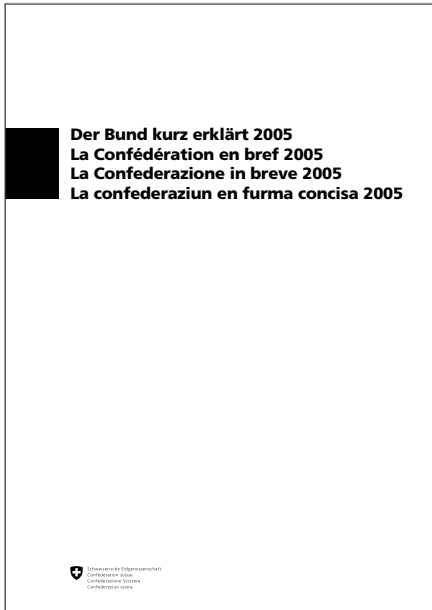 Der Bund kurz erklärt 2005
La Confédération en bref 2005
La Confederazione in breve 2005
La confederaziun en furma concisa 2005
Schweizerische Eidgenossenschaft
Confédération suisse
Confederazione Svizzera
Confederaziun svizra